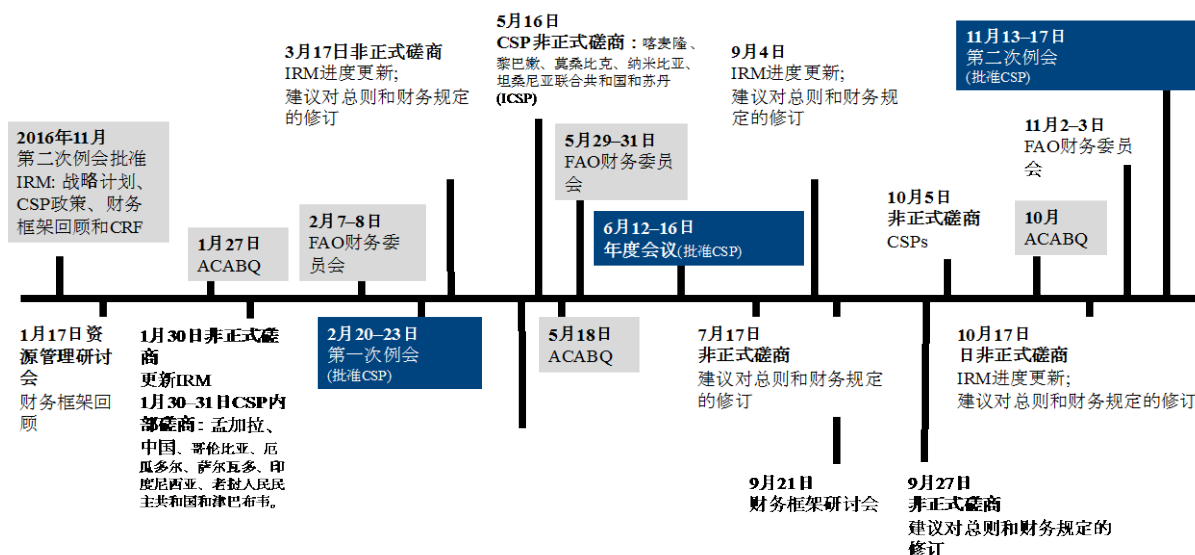 2016年11月
第二次例会批准
IRM: 战略计划、
CSP政策、财务
框架回顾和CRF
1月27日
ACABQ
2月7–8日
FAO财务委
员会
3月17日非正式磋商
IRM进度更新;
建议对总则和财务规定
的修订
5月16日
CSP非正式磋商：喀麦隆、
黎巴嫩、莫桑比克、纳米比亚、
坦桑尼亚联合共和国和苏丹
(ICSP)
5月29–31日
FAO财务委员
会
6月12–16日
年度会议(批准CSP)
9月4日
IRM进度更新;
建议对总则和财务规
定的修订
10月5日
非正式磋商
CSPs
10月
ACABQ
11月2–3日
FAO财务委员
会
11月13–17日
第二次例会
(批准CSP)
1月17日资
源管理研讨
会
财务框架回
顾
1月30日非正式磋
商
更新IRM
1月30–31日CSP内
部磋商：孟加拉、
中国、哥伦比亚、厄
瓜多尔、萨尔瓦多、印
度尼西亚、老挝人民民
主共和国和津巴布韦。
2月20–23日
第一次例会
(批准CSP)
5月18日
ACABQ
7月17日
非正式磋商
建议对总则和财务规定
的修订
9月21日
财务框架研讨会
9月27日
非正式磋商
建议对总则和财务规定的
修订
10月17日
日非正式磋商
IRM进度更新;
建议对总则和财务规定的修订